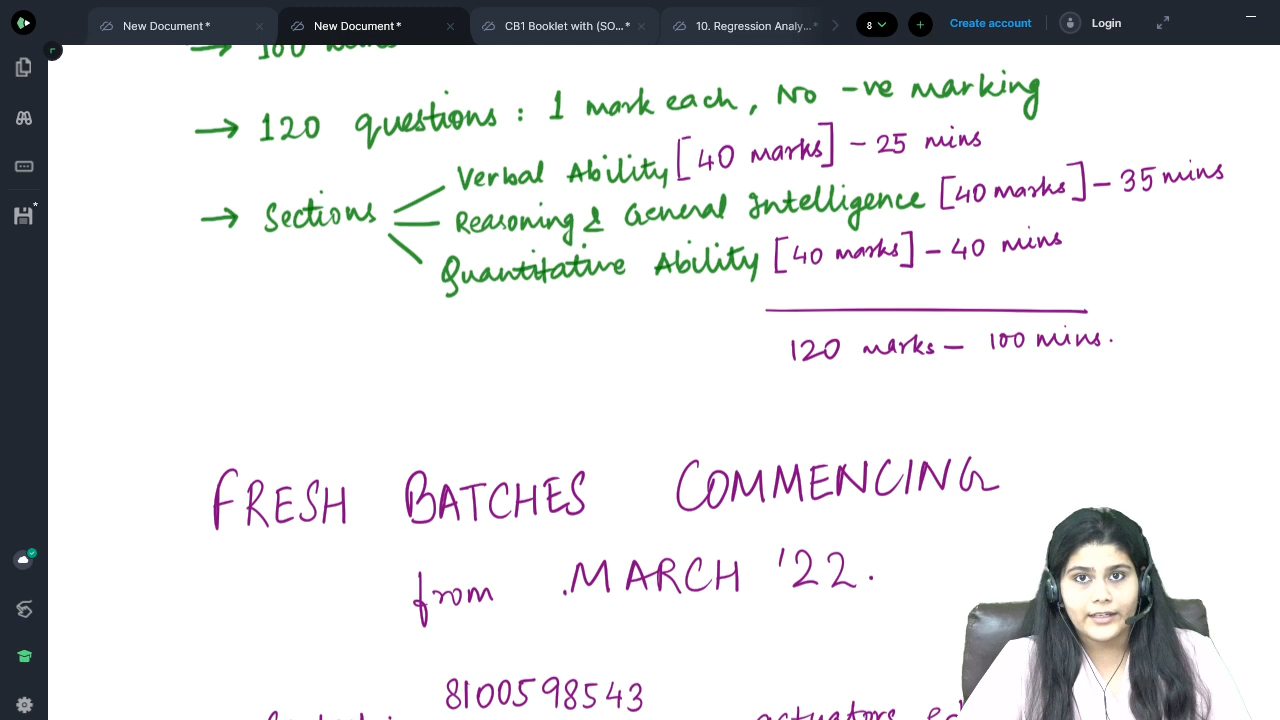 New Document* New Document* CB1 Booklet with (SO...* 10. Regression Analy...* 8 Create account Login
→ 100
→ 120 questions : 1 mark each, No -ve marking
→ Sections
Verbal Ability [40 marks] - 25 mins
Reasoning & General Intelligence [40 marks] - 35 mins
Quantitative Ability [40 marks] - 40 mins
120 marks - 100 mins.
FRESH BATCHES COMMENCING
from MARCH '22.
8100598543